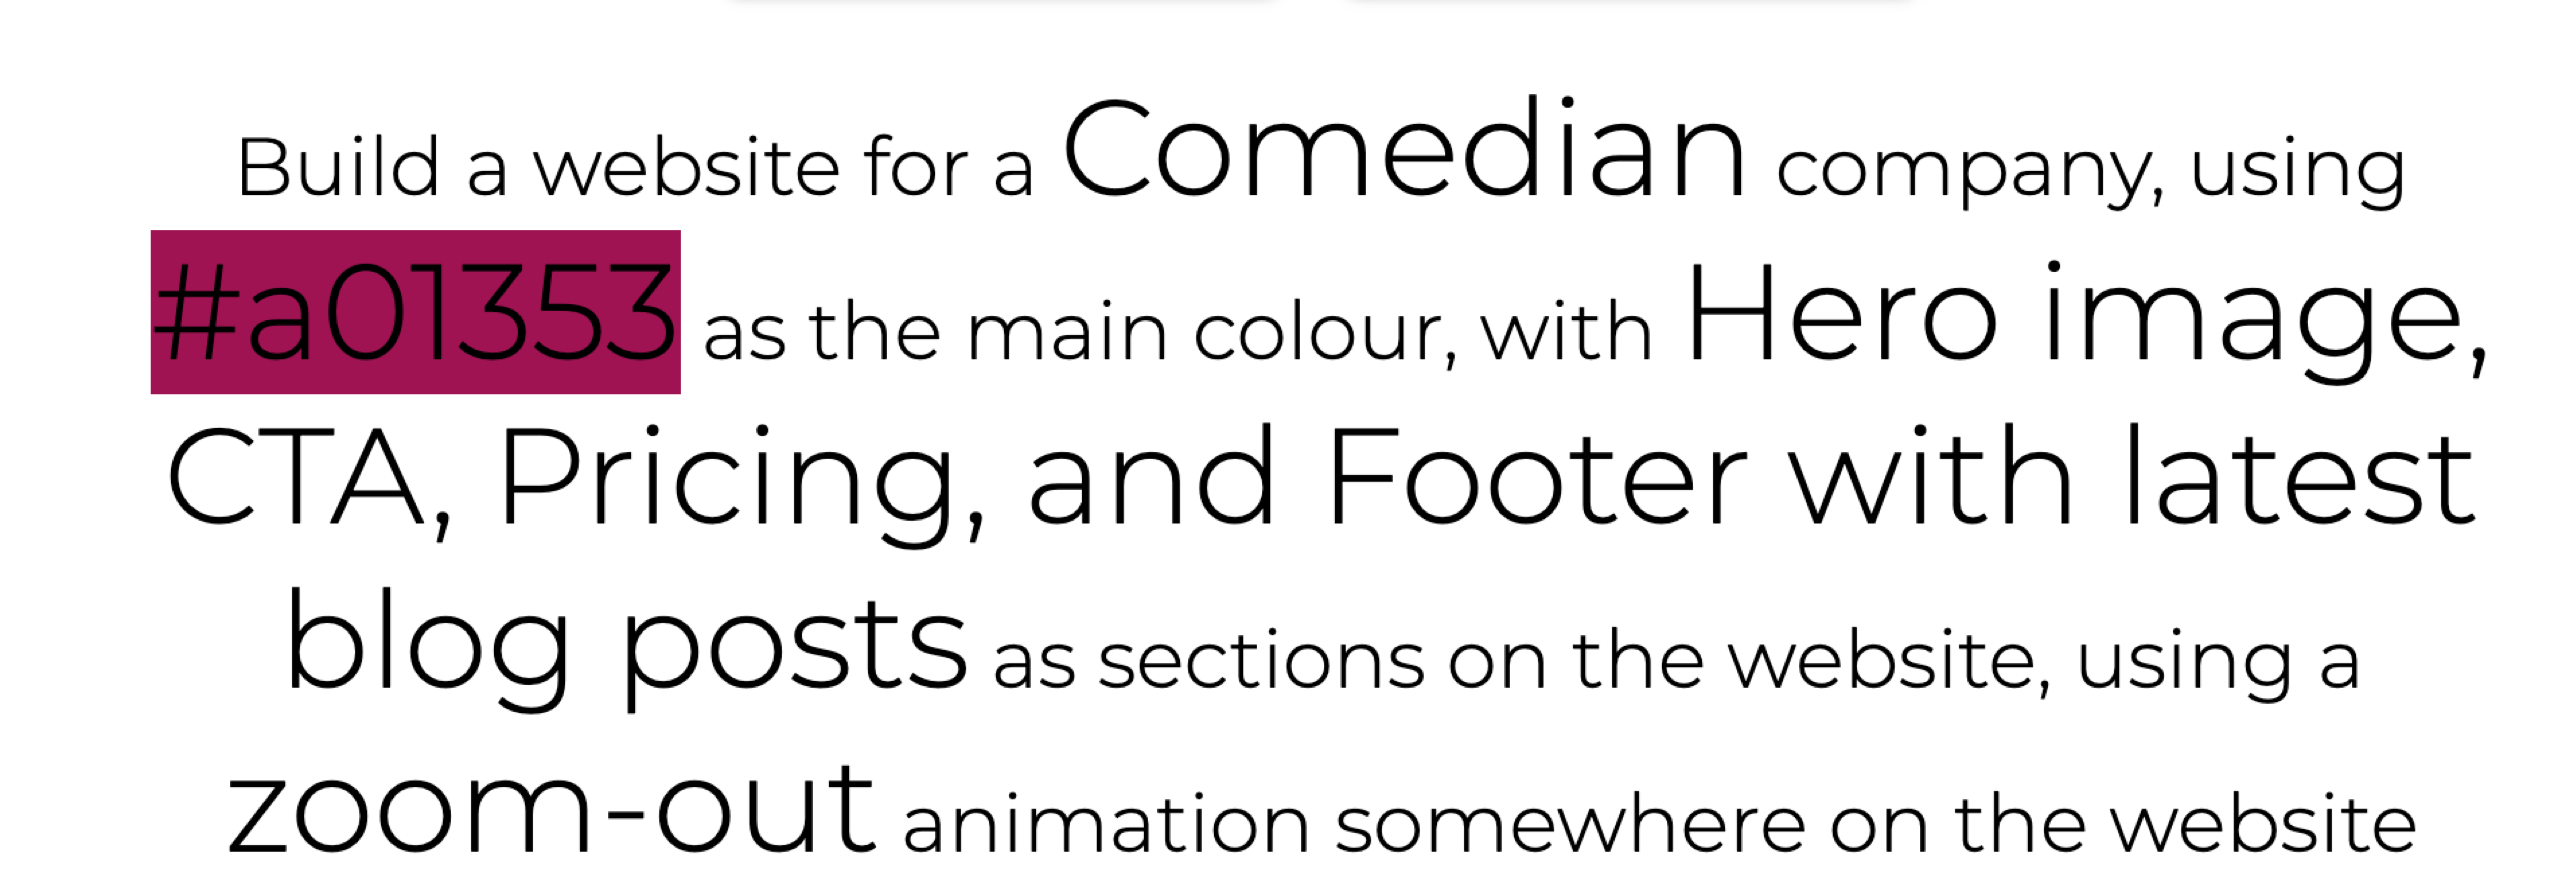 Build a website for a Comedian company, using
#a01353 as the main colour, with Hero image,
CTA, Pricing, and Footer with latest
blog posts as sections on the website, using a
zoom-out animation somewhere on the website